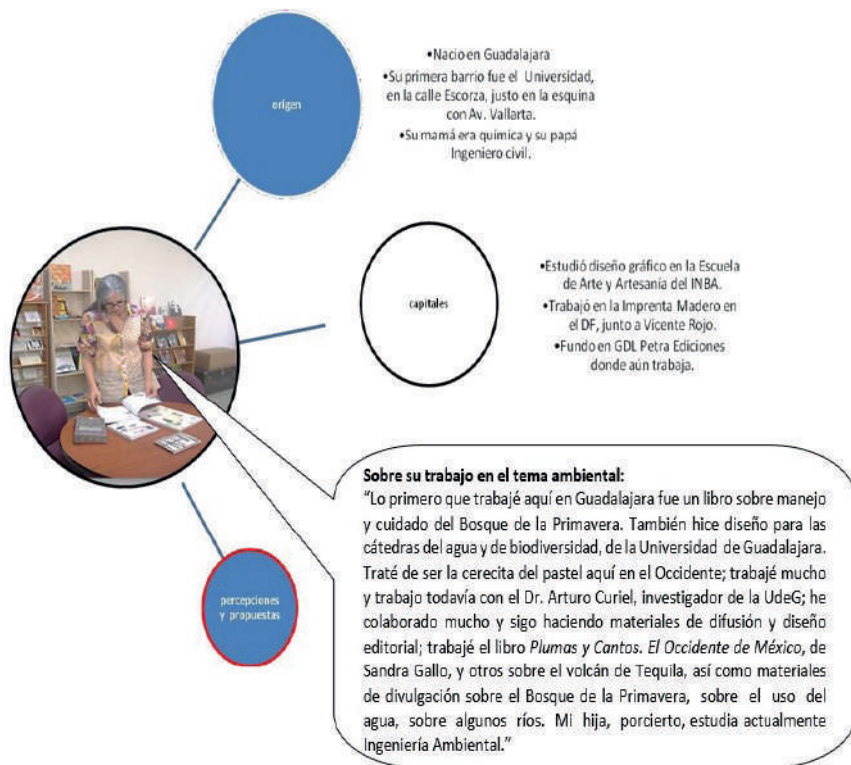 origen
•Nacio en Guadalajara
•Su primera barrio fue el Universidad,
en la calle Escorza, justo en la esquina
con Av. Vallarta.
•Su mamá era química y su papá
Ingeniero civil.
capitales
•Estudió diseño gráfico en la Escuela
de Arte y Artesanía del INBA.
•Trabajó en la Imprenta Madero en
el DF, junto a Vicente Rojo.
•Fundo en GDL Petra Ediciones
donde aún trabaja.
percepciones
y propuestas
Sobre su trabajo en el tema ambiental:
“Lo primero que trabajé aquí en Guadalajara fue un libro sobre manejo
y cuidado del Bosque de la Primavera. También hice diseño para las
cátedras del agua y de biodiversidad, de la Universidad de Guadalajara.
Traté de ser la cerecita del pastel aquí en el Occidente; trabajé mucho
y trabajo todavía con el Dr. Arturo Curiel, investigador de la UdeG; he
colaborado mucho y sigo haciendo materiales de difusión y diseño
editorial; trabajé el libro Plumas y Cantos. El Occidente de México, de
Sandra Gallo, y otros sobre el volcán de Tequila, así como materiales
de divulgación sobre el Bosque de la Primavera, sobre el uso del
agua, sobre algunos ríos. Mi hija, porcierto, estudia actualmente
Ingeniería Ambiental.”